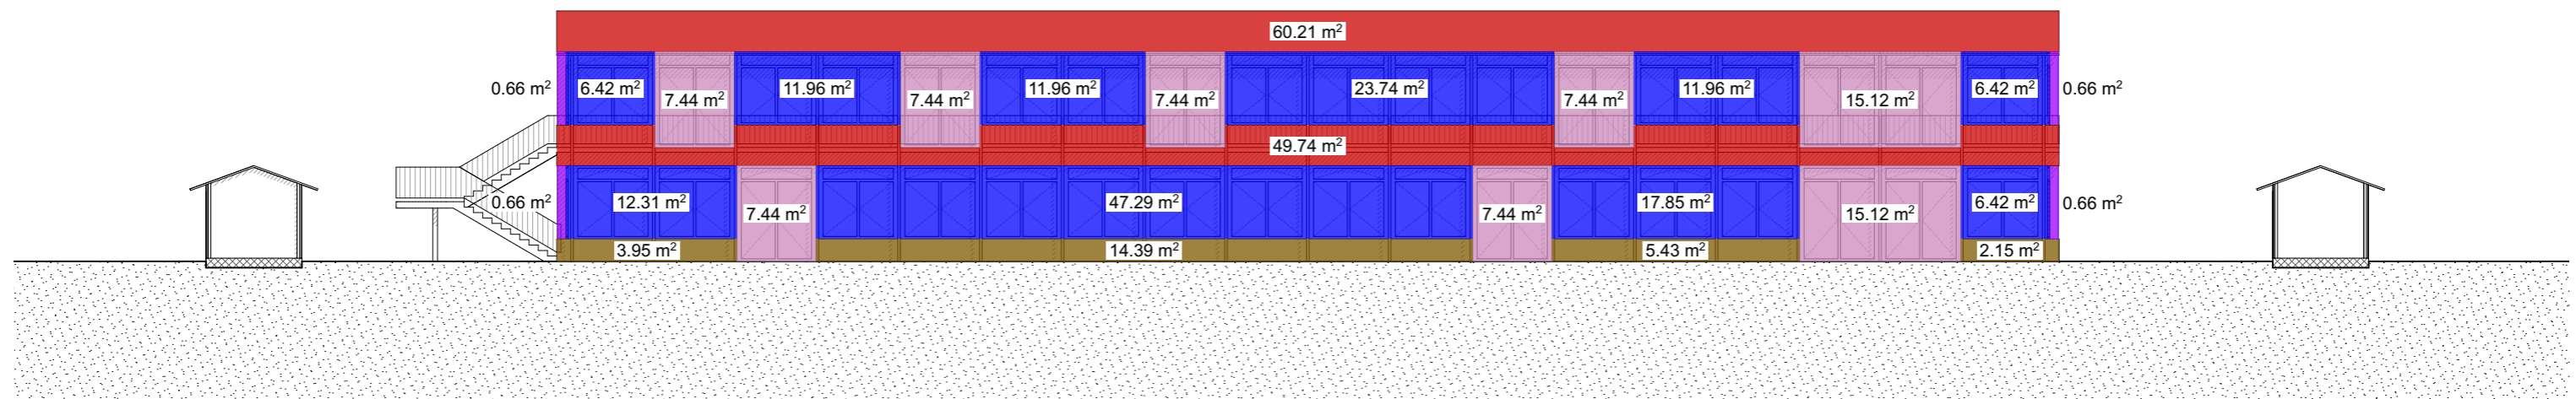 60.21 m²
0.66 m²
6.42 m²
7.44 m²
11.96 m²
7.44 m²
11.96 m²
7.44 m²
23.74 m²
7.44 m²
11.96 m²
15.12 m²
6.42 m²
0.66 m²
49.74 m²
0.66 m²
12.31 m²
7.44 m²
47.29 m²
7.44 m²
17.85 m²
15.12 m²
6.42 m²
0.66 m²
3.95 m²
14.39 m²
5.43 m²
2.15 m²